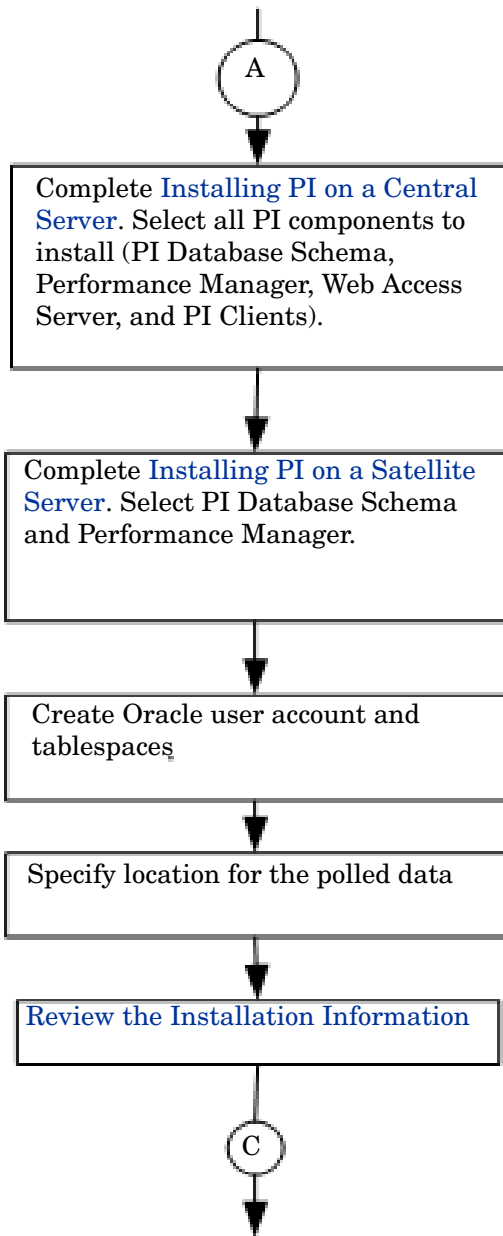 A
Complete Installing PI on a Central
Server. Select all PI components to
install (PI Database Schema,
Performance Manager, Web Access
Server, and PI Clients).
Complete Installing PI on a Satellite
Server. Select PI Database Schema
and Performance Manager.
Create Oracle user account and
tablespaces
Specify location for the polled data
Review the Installation Information
C